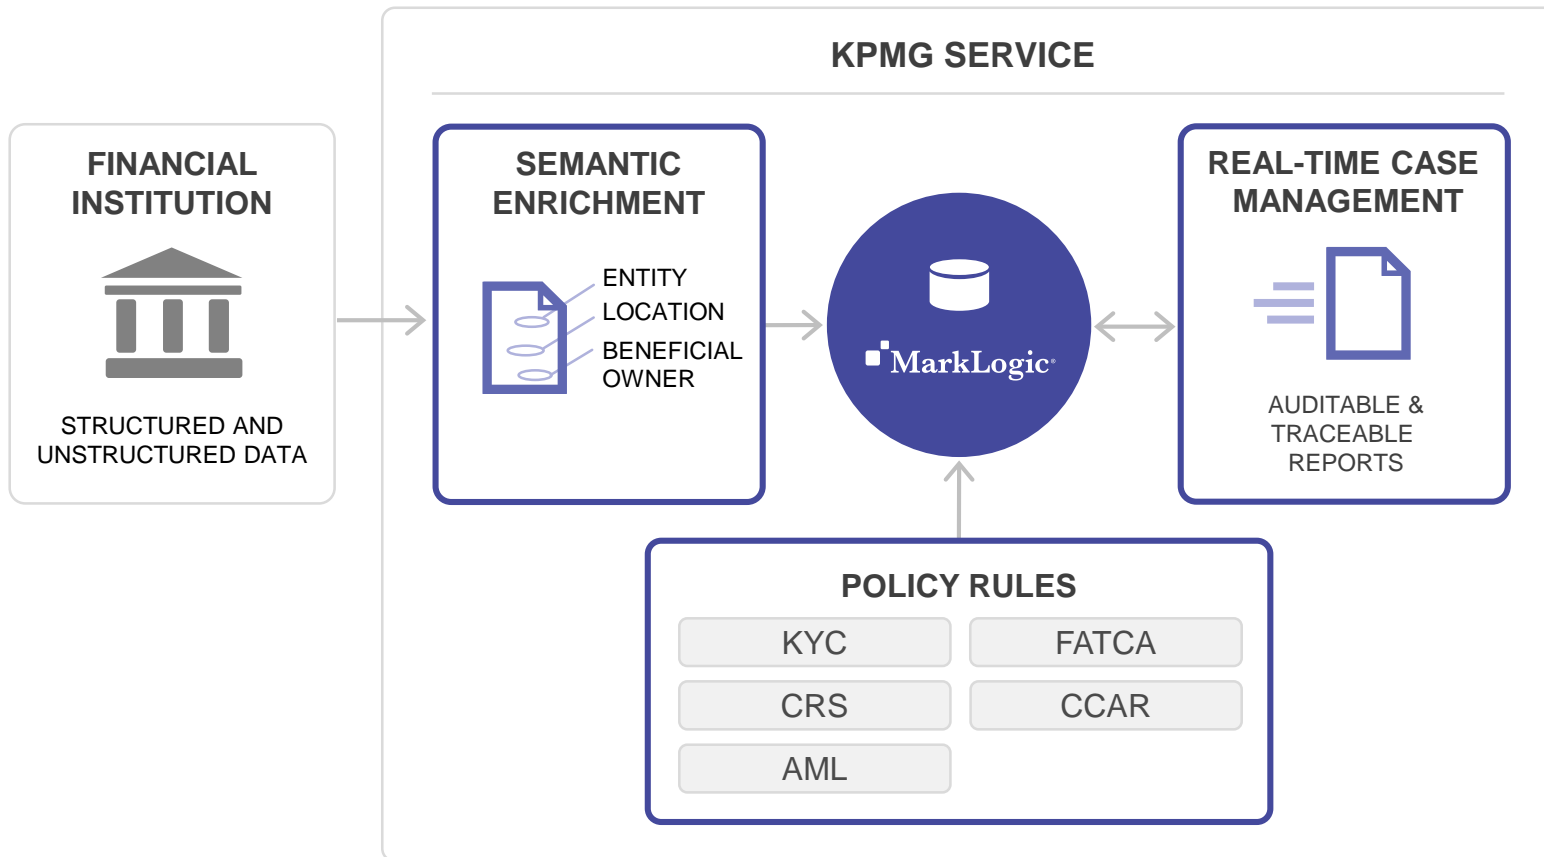 KPMG SERVICE
FINANCIAL
INSTITUTION
STRUCTURED AND
UNSTRUCTURED DATA
SEMANTIC
ENRICHMENT
ENTITY
LOCATION
BENEFICIAL
OWNER
MarkLogic®
REAL-TIME CASE
MANAGEMENT
AUDITABLE &
TRACEABLE
REPORTS
POLICY RULES
KYC
FATCA
CRS
CCAR
AML